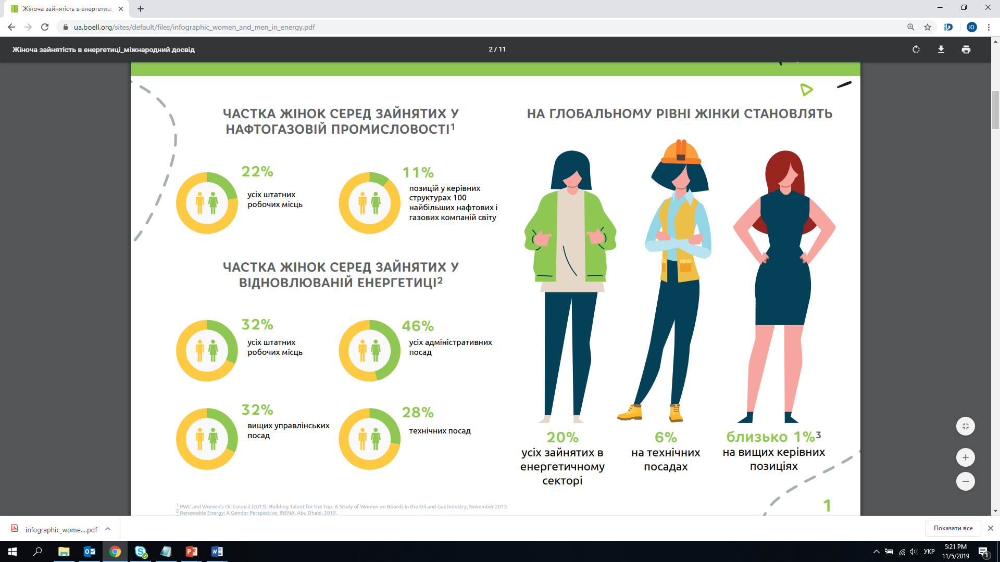 Жіноча зайнятість в енергетиці_
ua.boell.org/sites/default/files/infographic_women_and_men_in_energy.pdf
Ю
Жіноча зайнятість в енергетиці_міжнародний досвід
2 / 11
ЧАСТКА ЖІНОК СЕРЕД ЗАЙНЯТИХ У
НАФТОГАЗОВІЙ ПРОМИСЛОВОСТІ¹
22%
усіх штатних
робочих місць
11%
позицій у керівних
структурах 100
найбільших нафтових і
газових компаній світу
ЧАСТКА ЖІНОК СЕРЕД ЗАЙНЯТИХ У
ВІДНОВЛЮВАНІЙ ЕНЕРГЕТИЦІ²
32%
усіх штатних
робочих місць
46%
усіх адміністративних
посад
32%
вищих управлінських
посад
28%
технічних посад
НА ГЛОБАЛЬНОМУ РІВНІ ЖІНКИ СТАНОВЛЯТЬ
20%
усіх зайнятих в
енергетичному
секторі
6%
на технічних
посадах
близько 1%³
на вищих керівних
позиціях
¹ PWC and Women's Oil Council (2013). Building Talent for the Top. A Study of Women on Boards in the Oil and Gas Industry, November 2013.
² Renewable Energy: A Gender Perspective. IRENA. Abu Dhabi, 2019.
1
infographic_wome....pdf
Показати все
УКР
5:21 PM
11/5/2019
1